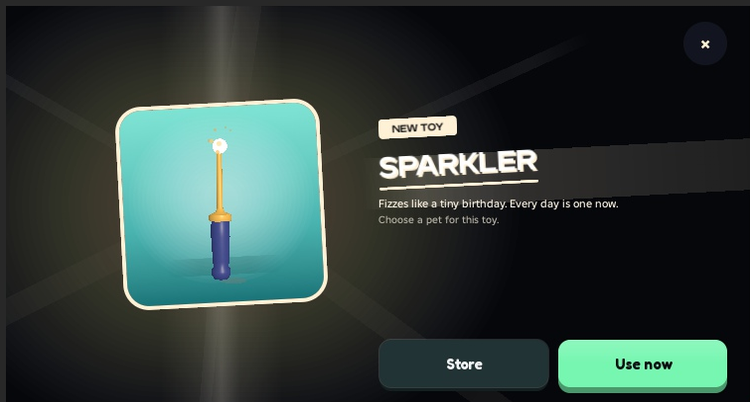 ×
NEW TOY
SPARKLER
Fizzes like a tiny birthday. Every day is one now.
Choose a pet for this toy.
Store
Use now